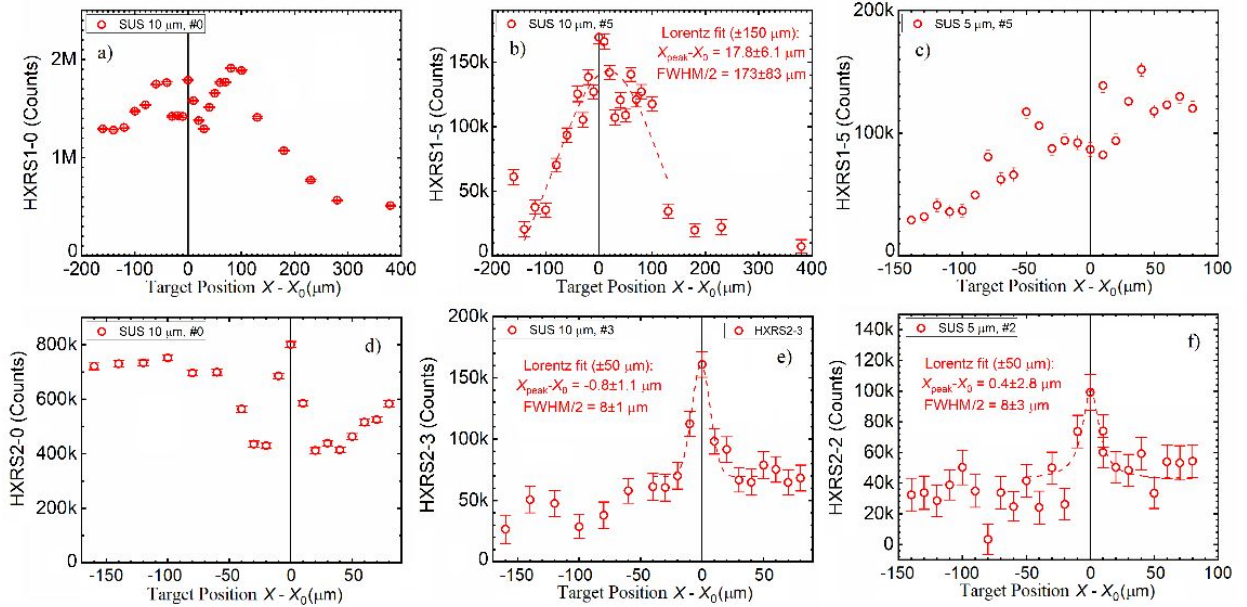 SUS 10 μm, #0
a)
2M
1M
0
HXRS1-0 (Counts)
-200 -100 0 100 200 300 400
Target Position X - X0(μm)
SUS 10 μm, #5
b)
Lorentz fit (±150 μm):
Xpeak-X0 = 17.8±6.1 μm
FWHM/2 = 173±83 μm
150k
100k
50k
0
HXRS1-5 (Counts)
-200 -100 0 100 200 300 400
Target Position X - X0(μm)
SUS 5 μm, #5
c)
200k
100k
0
HXRS1-5 (Counts)
-150 -100 -50 0 50 100
Target Position X - X0(μm)
SUS 10 μm, #0
d)
800k
600k
400k
200k
0
HXRS2-0 (Counts)
-150 -100 -50 0 50
Target Position X - X0(μm)
SUS 10 μm, #3
HXRS2-3
e)
Lorentz fit (±50 μm):
Xpeak-X0 = -0.8±1.1 μm
FWHM/2 = 8±1 μm
200k
150k
100k
50k
0
HXRS2-3 (Counts)
-150 -100 -50 0 50
Target Position X - X0(μm)
SUS 5 μm, #2
f)
Lorentz fit (±50 μm):
Xpeak-X0 = 0.4±2.8 μm
FWHM/2 = 8±3 μm
140k
120k
100k
80k
60k
40k
20k
0
HXRS2-2 (Counts)
-150 -100 -50 0 50 100
Target Position X - X0(μm)